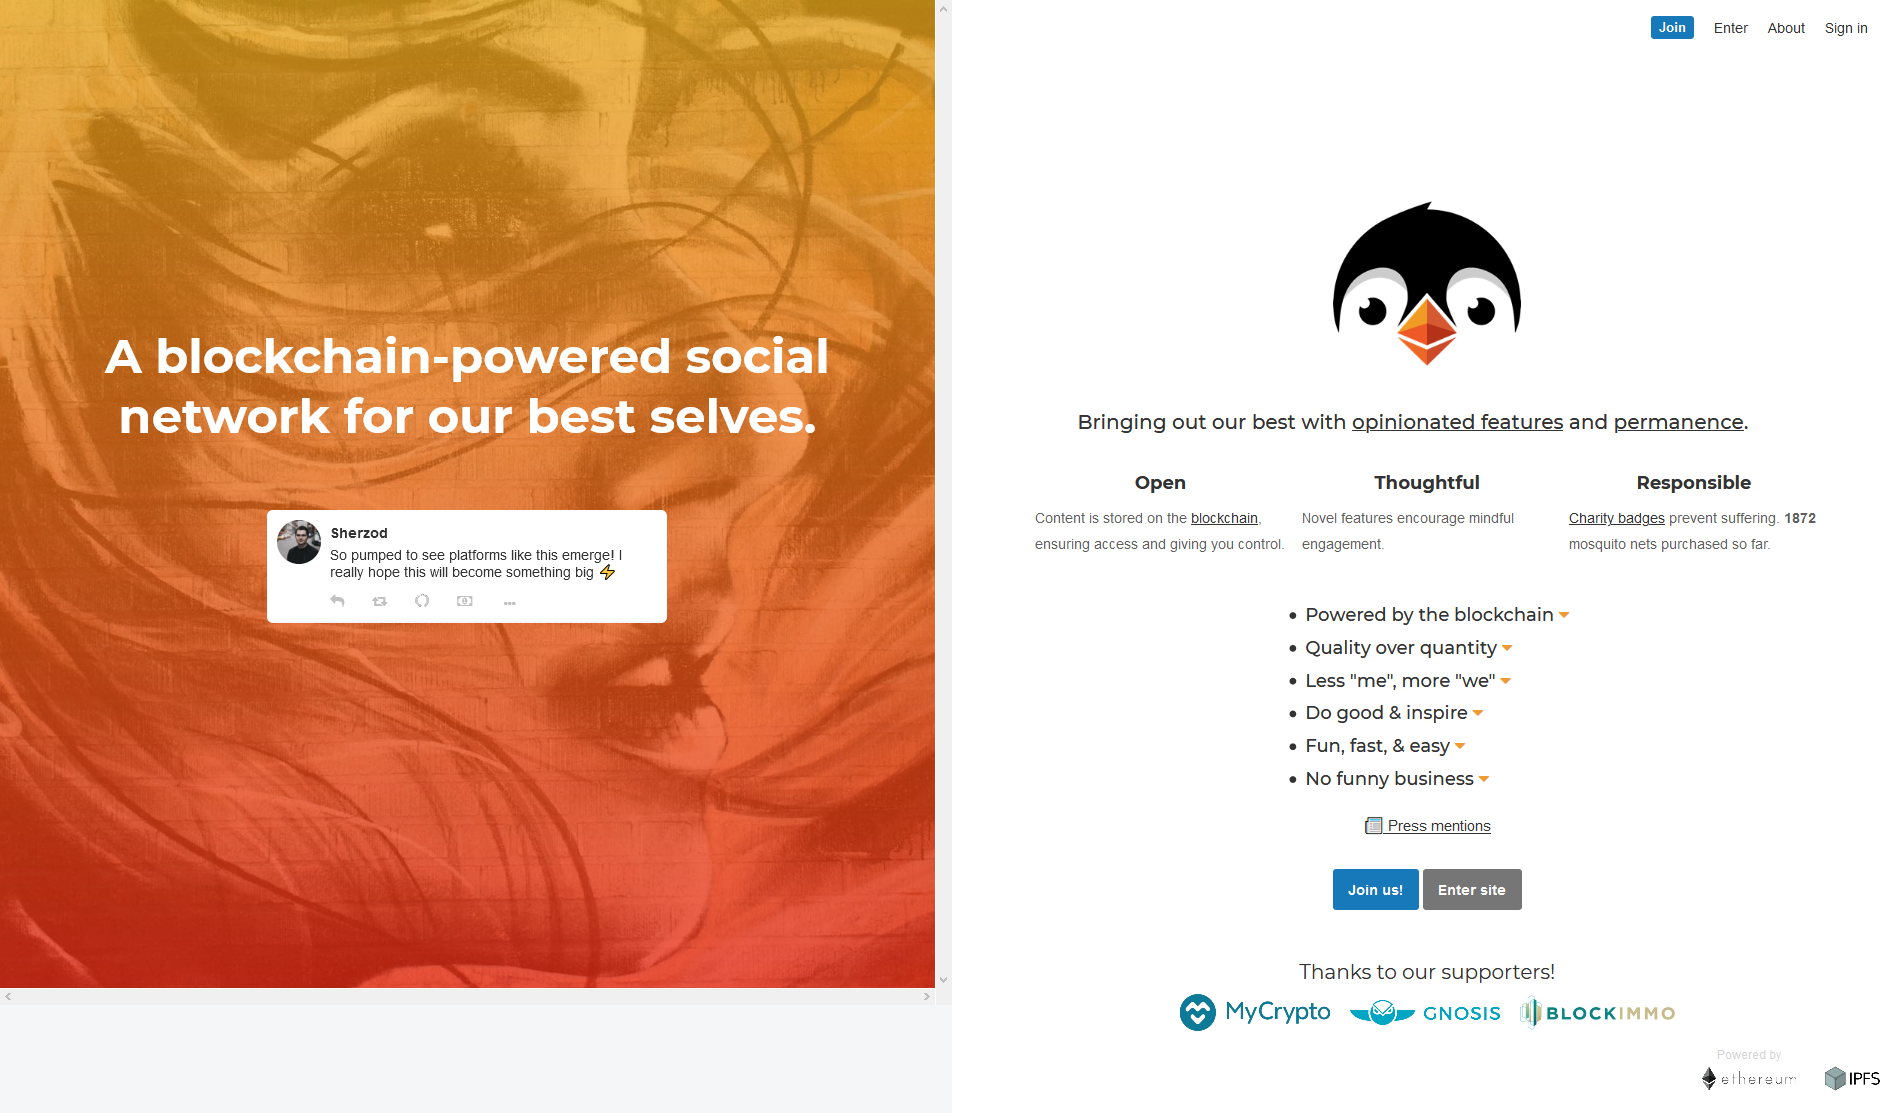 Join Enter About Sign in
A blockchain-powered social
network for our best selves.
Sherzod
So pumped to see platforms like this emerge! I
really hope this will become something big ⚡
Bringing out our best with opinionated features and permanence.
Open
Content is stored on the blockchain,
ensuring access and giving you control.
Thoughtful
Novel features encourage mindful
engagement.
Responsible
Charity badges prevent suffering. 1872
mosquito nets purchased so far.
• Powered by the blockchain
• Quality over quantity
• Less "me", more "we"
• Do good & inspire
• Fun, fast, & easy
• No funny business
Press mentions
Join us! Enter site
Thanks to our supporters!
MyCrypto GNOSIS BLOCKIMMO
Powered by
ethereum IPFS